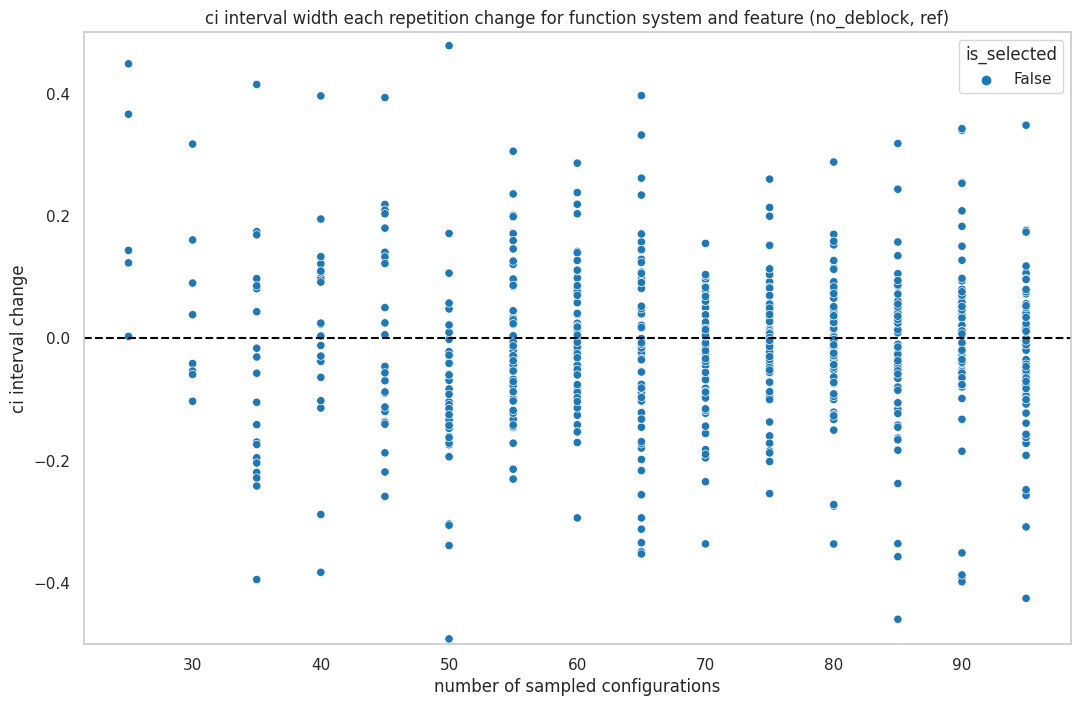 ci interval width each repetition change for function system and feature (no_deblock, ref)
is_selected
False
ci interval change
0.4
0.2
0.0
−0.2
−0.4
30 40 50 60 70 80 90
number of sampled configurations